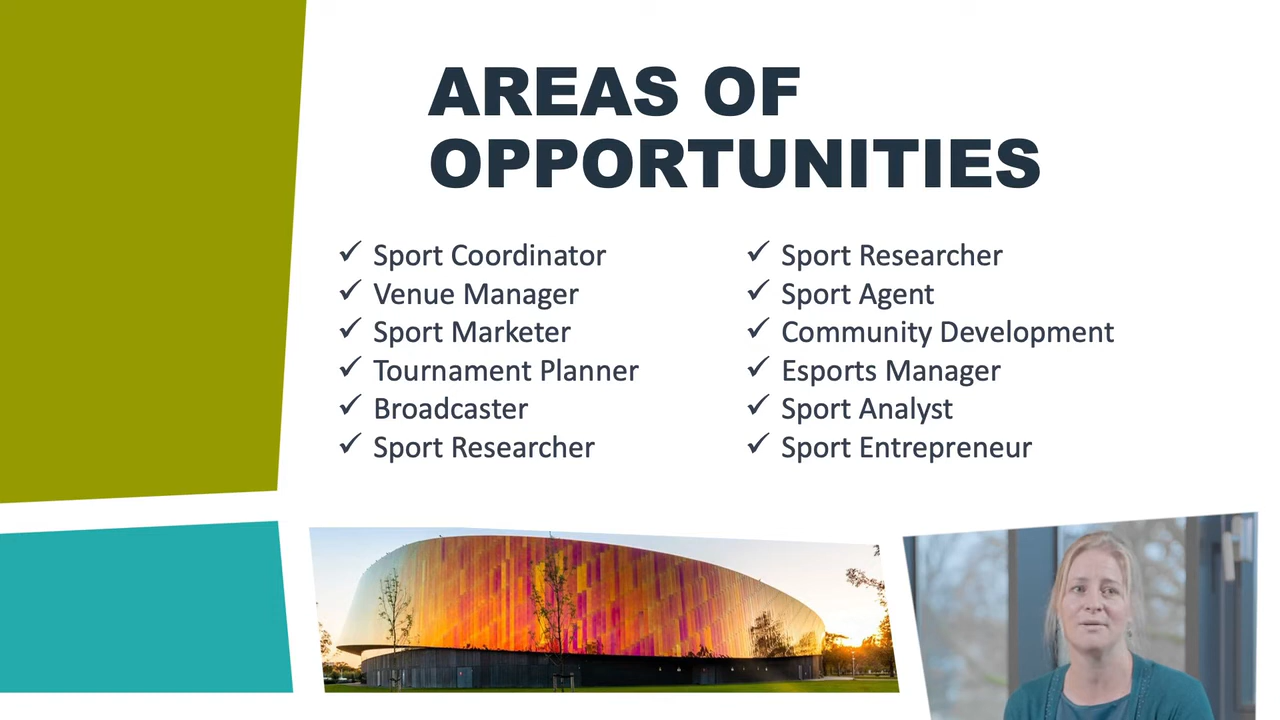 AREAS OF
OPPORTUNITIES
✓ Sport Coordinator
✓ Venue Manager
✓ Sport Marketer
✓ Tournament Planner
✓ Broadcaster
✓ Sport Researcher
✓ Sport Researcher
✓ Sport Agent
✓ Community Development
✓ Esports Manager
✓ Sport Analyst
✓ Sport Entrepreneur